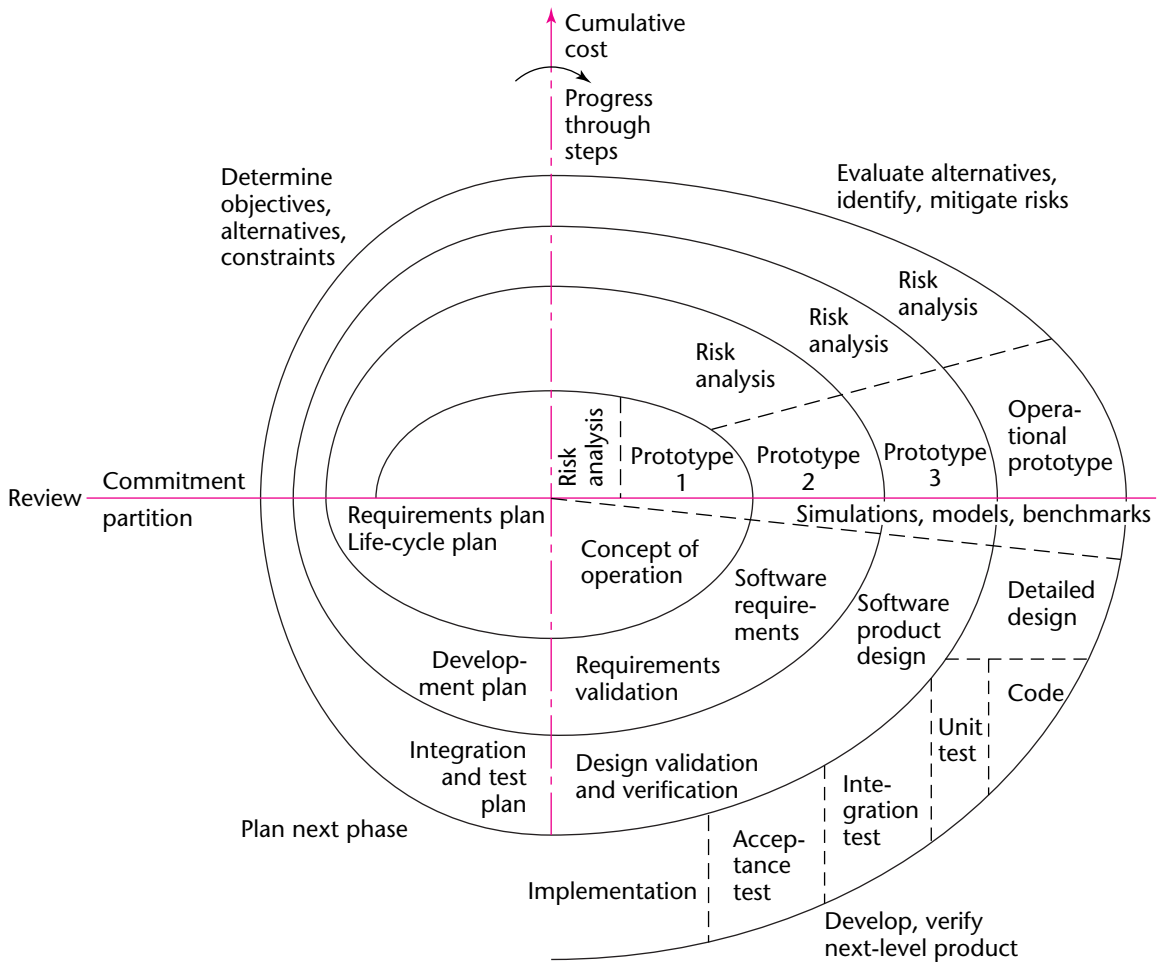 Cumulative
cost
Progress
through
steps
Determine
objectives,
alternatives,
constraints
Evaluate alternatives,
identify, mitigate risks
Risk
analysis
Risk
analysis
Risk
analysis
Risk
analysis
Prototype
1
Prototype
2
Prototype
3
Opera-
tional
prototype
Review
Commitment
partition
Requirements plan
Life-cycle plan
Simulations, models, benchmarks
Concept of
operation
Software
require-
ments
Software
product
design
Detailed
design
Develop-
ment plan
Requirements
validation
Code
Unit
test
Integration
and test
plan
Design validation
and verification
Inte-
gration
test
Plan next phase
Accep-
tance
test
Implementation
Develop, verify
next-level product